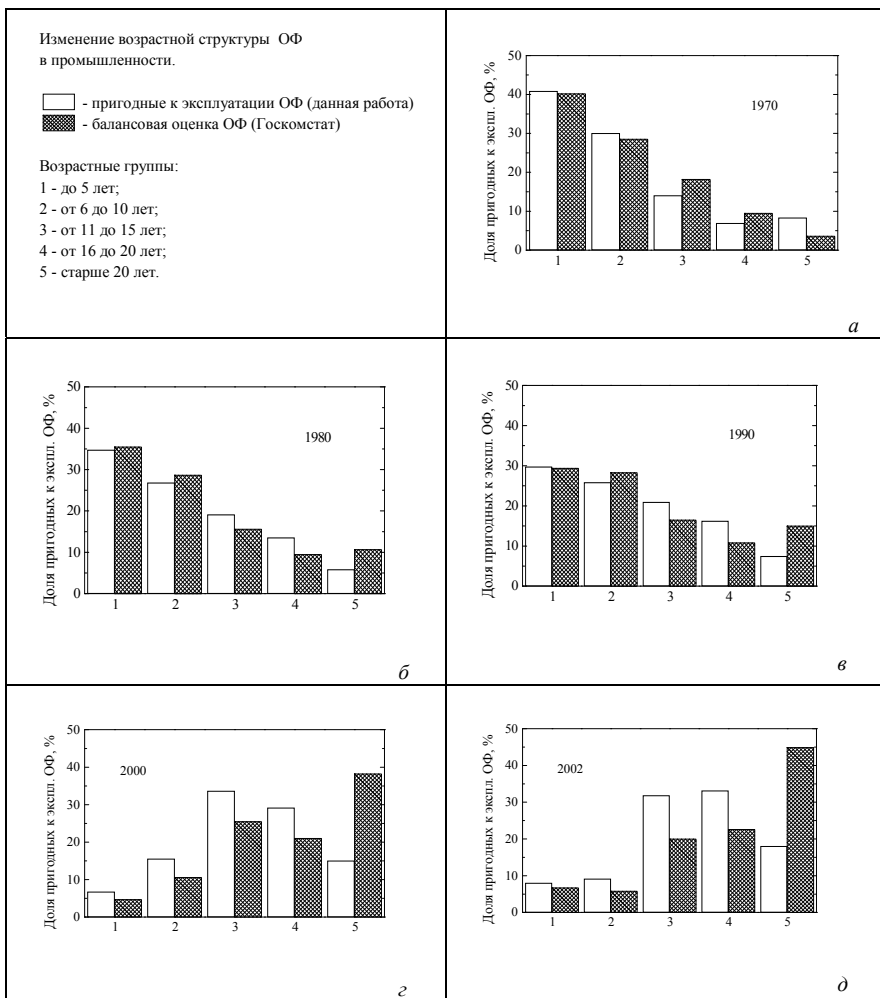 Изменение возрастной структуры ОФ
в промышленности.
- пригодные к эксплуатации ОФ (данная работа)
- балансовая оценка ОФ (Госкомстат)
Возрастные группы:
1 - до 5 лет;
2 - от 6 до 10 лет;
3 - от 11 до 15 лет;
4 - от 16 до 20 лет;
5 - старше 20 лет.
Доля пригодных к экспл. ОФ, %
50
40
30
20
10
0
1970
1 2 3 4 5
а
Доля пригодных к экспл. ОФ, %
50
40
30
20
10
0
1980
1 2 3 4 5
б
Доля пригодных к экспл. ОФ, %
50
40
30
20
10
0
1990
1 2 3 4 5
в
Доля пригодных к экспл. ОФ, %
50
40
30
20
10
0
2000
1 2 3 4 5
г
Доля пригодных к экспл. ОФ, %
50
40
30
20
10
0
2002
1 2 3 4 5
д